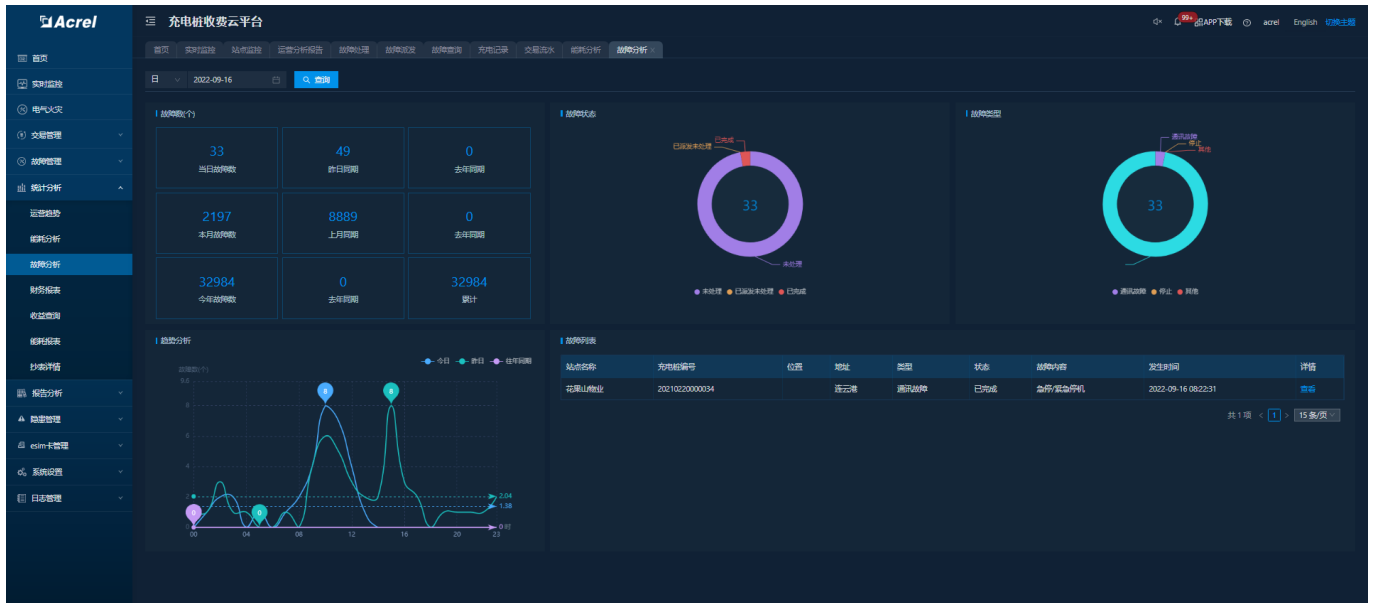 Acrel
充电桩收费云平台
99+ APP下载 acrel English 切换主题
首页 实时监控 站点监控 运营分析报告 故障处理 故障派发 故障查询 充电记录 交易流水 能耗分析 故障分析 ×
首页
实时监控
电气火灾
交易管理
故障管理
统计分析
运营趋势
能耗分析
故障分析
财务报表
收益查询
能耗报表
抄表详情
报告分析
隐患管理
esim卡管理
系统设置
日志管理
日 2022-09-16 查询
故障数(个)
33 49 0
当日故障数 昨日同期 去年同期
2197 8889 0
本月故障数 上月同期 去年同期
32984 0 32984
今年故障数 去年同期 累计
故障状态
已完成
已派发未处理
33
未处理
未处理 已派发未处理 已完成
故障类型
通讯故障
停止
其他
33
通讯故障 停止 其他
趋势分析
今日 昨日 往年同期
故障数(个)
9.8
8
6
4
2
0
8 8
0 0
2.04
1.38
0 时
00 04 08 12 16 20 23
故障列表
站点名称 充电桩编号 位置 地址 类型 状态 故障内容 发生时间 详情
花果山物业 20210220000034 连云港 通讯故障 已完成 急停/紧急停机 2022-09-16 08:22:31 查看
共 1 项 < 1 > 15 条/页